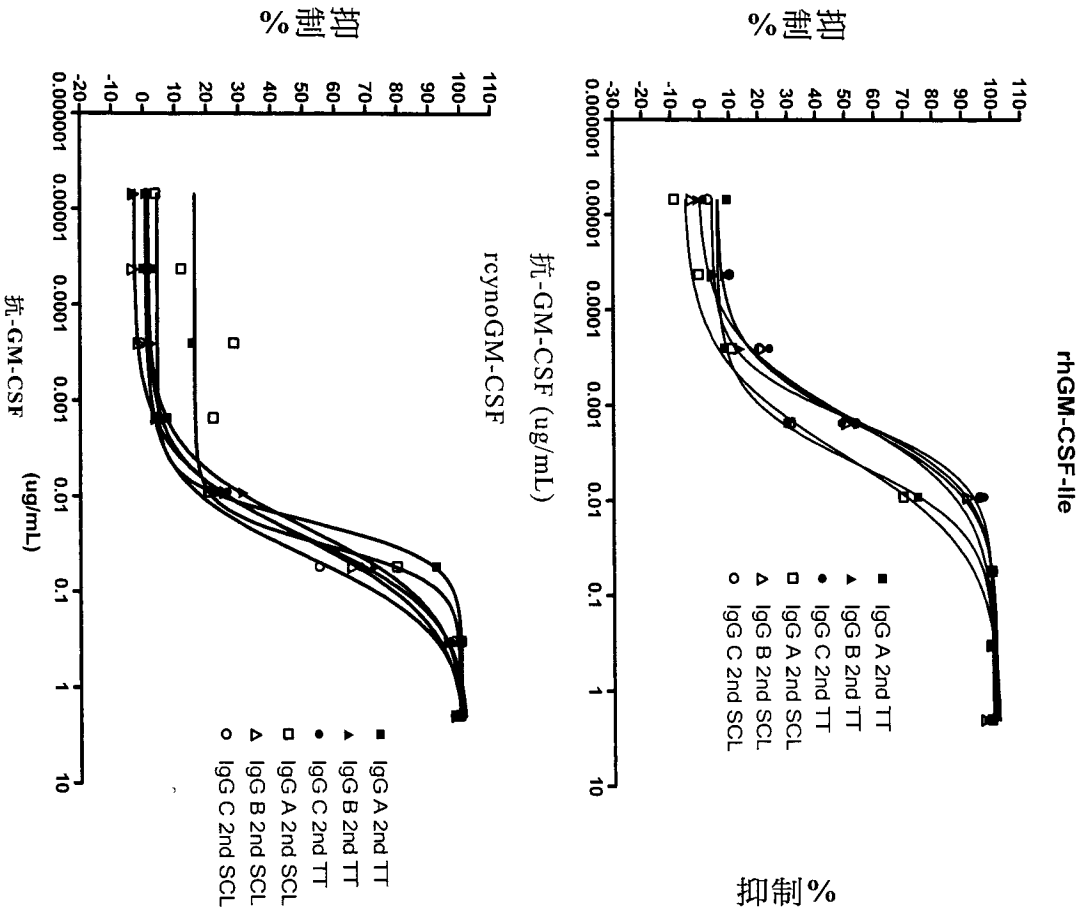 rhGM-CSF-Ile
抑制%
110
100
90
80
70
60
50
40
30
20
10
0
-10
-20
-30
0.000001
0.00001
0.0001
0.001
0.01
0.1
1
10
IgG A 2nd TT
IgG B 2nd TT
IgG C 2nd TT
IgG A 2nd SCL
IgG B 2nd SCL
IgG C 2nd SCL
抗-GM-CSF (ug/mL)
抑制%
rcynoGM-CSF
抑制%
110
100
90
80
70
60
50
40
30
20
10
0
-10
-20
0.000001
0.00001
0.0001
0.001
0.01
0.1
1
10
IgG A 2nd TT
IgG B 2nd TT
IgG C 2nd TT
IgG A 2nd SCL
IgG B 2nd SCL
IgG C 2nd SCL
抗-GM-CSF (ug/mL)